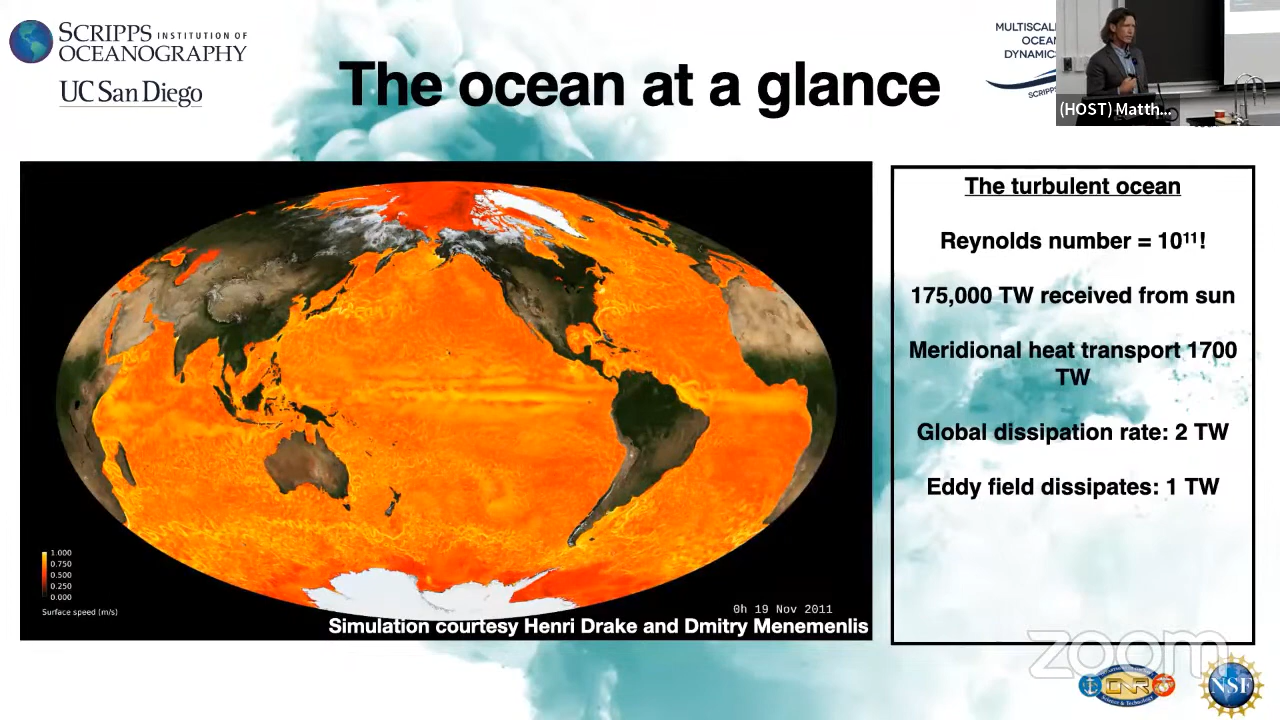 SCRIPPS INSTITUTION OF
OCEANOGRAPHY
UC San Diego
The ocean at a glance
MULTISCALE
OCEAN
DYNAMICS
SCRIPPS
(HOST) Matth...
The turbulent ocean
Reynolds number = 10¹¹!
175,000 TW received from sun
Meridional heat transport 1700
TW
Global dissipation rate: 2 TW
Eddy field dissipates: 1 TW
1.000
0.750
0.500
0.250
0.000
Surface speed (m/s)
0h 19 Nov 2011
Simulation courtesy Henri Drake and Dmitry Menemenlis
zoom
NSF